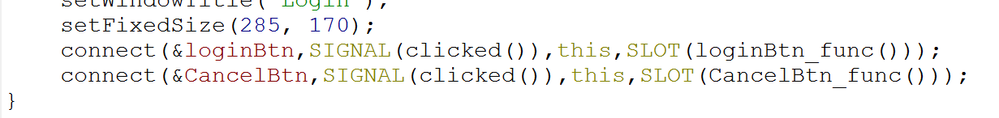 setWindowTitle("Login");
setFixedSize(285, 170);
connect(&loginBtn,SIGNAL(clicked()),this,SLOT(loginBtn_func()));
connect(&CancelBtn,SIGNAL(clicked()),this,SLOT(CancelBtn_func()));
}